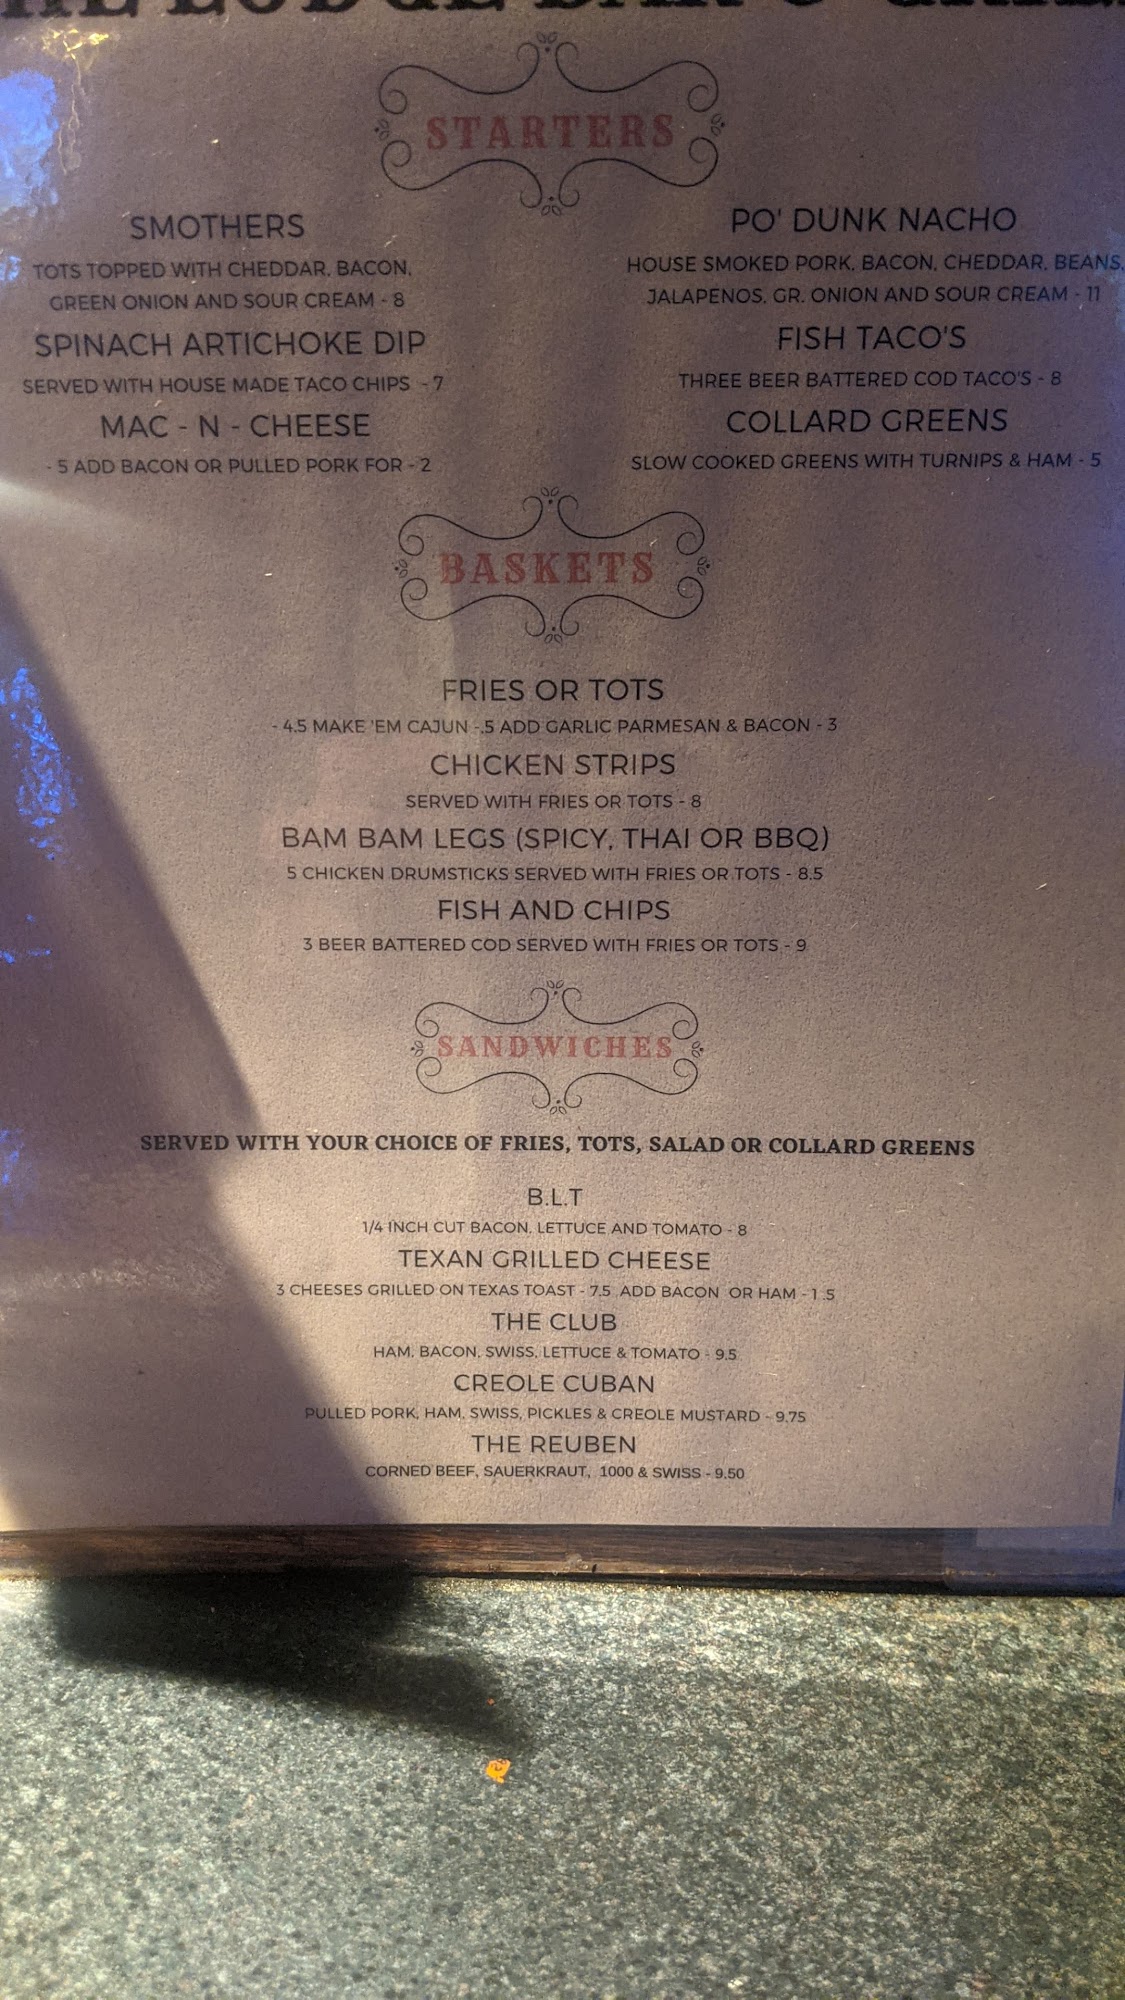 STARTERS
SMOTHERS
TOTS TOPPED WITH CHEDDAR, BACON,
GREEN ONION AND SOUR CREAM - 8
SPINACH ARTICHOKE DIP
SERVED WITH HOUSE MADE TACO CHIPS - 7
MAC - N - CHEESE
- 5 ADD BACON OR PULLED PORK FOR - 2
PO' DUNK NACHO
HOUSE SMOKED PORK, BACON, CHEDDAR, BEANS,
JALAPENOS, GR. ONION AND SOUR CREAM - 11
FISH TACO'S
THREE BEER BATTERED COD TACO'S - 8
COLLARD GREENS
SLOW COOKED GREENS WITH TURNIPS & HAM - 5
BASKETS
FRIES OR TOTS
- 4.5 MAKE 'EM CAJUN -.5 ADD GARLIC PARMESAN & BACON - 3
CHICKEN STRIPS
SERVED WITH FRIES OR TOTS - 8
BAM BAM LEGS (SPICY, THAI OR BBQ)
5 CHICKEN DRUMSTICKS SERVED WITH FRIES OR TOTS - 8.5
FISH AND CHIPS
3 BEER BATTERED COD SERVED WITH FRIES OR TOTS - 9
SANDWICHES
SERVED WITH YOUR CHOICE OF FRIES, TOTS, SALAD OR COLLARD GREENS
B.L.T
1/4 INCH CUT BACON, LETTUCE AND TOMATO - 8
TEXAN GRILLED CHEESE
3 CHEESES GRILLED ON TEXAS TOAST - 7.5 ADD BACON OR HAM - 1 .5
THE CLUB
HAM, BACON, SWISS, LETTUCE & TOMATO - 9.5
CREOLE CUBAN
PULLED PORK, HAM, SWISS, PICKLES & CREOLE MUSTARD - 9.75
THE REUBEN
CORNED BEEF, SAUERKRAUT, 1000 & SWISS - 9.50